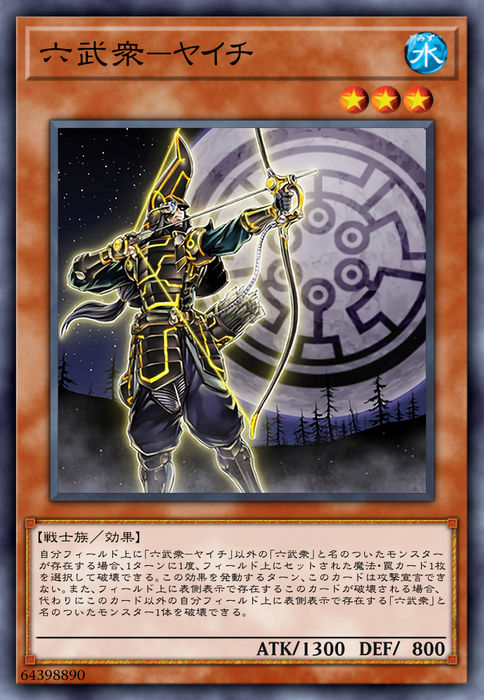 六武衆－ヤイチ
みず
水
【戦士族／効果】
自分フィールド上に「六武衆－ヤイチ」以外の「六武衆」と名のついたモンスター
が存在する場合、1ターンに1度、フィールド上にセットされた魔法・罠カード1枚
を選択して破壊できる。この効果を発動するターン、このカードは攻撃宣言でき
ない。また、フィールド上に表側表示で存在するこのカードが破壊される場合、
代わりにこのカード以外の自分フィールド上に表側表示で存在する「六武衆」と
名のついたモンスター1体を破壊できる。
ATK/1300 DEF/ 800
64398890